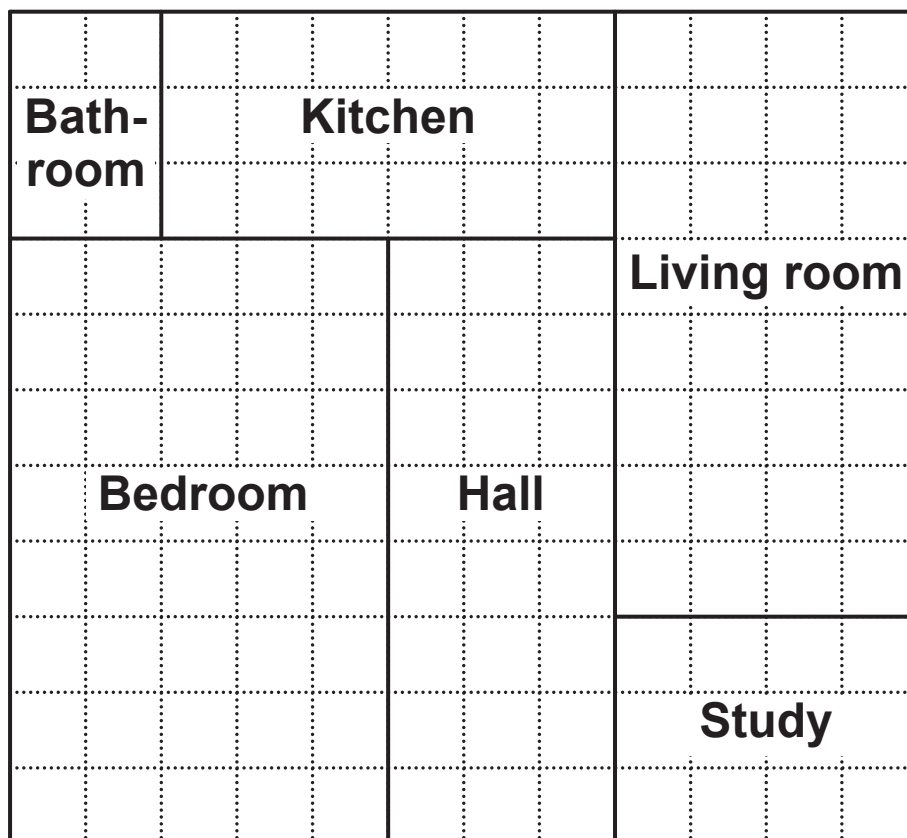 Bath-
room
Kitchen
Living room
Bedroom
Hall
Study